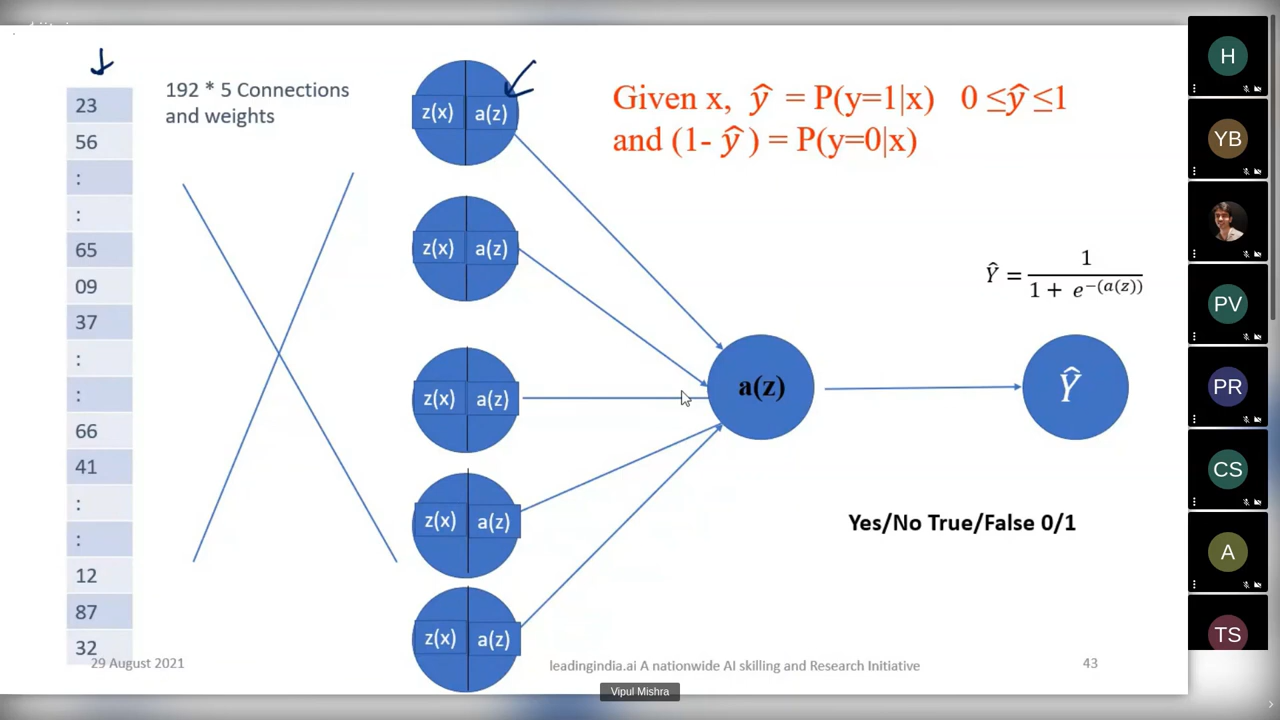 23
56
:
:
65
09
37
:
:
66
41
:
:
12
87
32
192 * 5 Connections
and weights
z(x) a(z)
z(x) a(z)
z(x) a(z)
z(x) a(z)
z(x) a(z)
Given x, ŷ = P(y=1|x) 0 ≤ŷ ≤1
and (1- ŷ ) = P(y=0|x)
Ŷ = 1 / (1 + e^−(a(z)))
a(z)
Ŷ
Yes/No True/False 0/1
29 August 2021
leadingindia.ai A nationwide AI skilling and Research Initiative
43
Vipul Mishra
H
YB
PV
PR
CS
A
TS